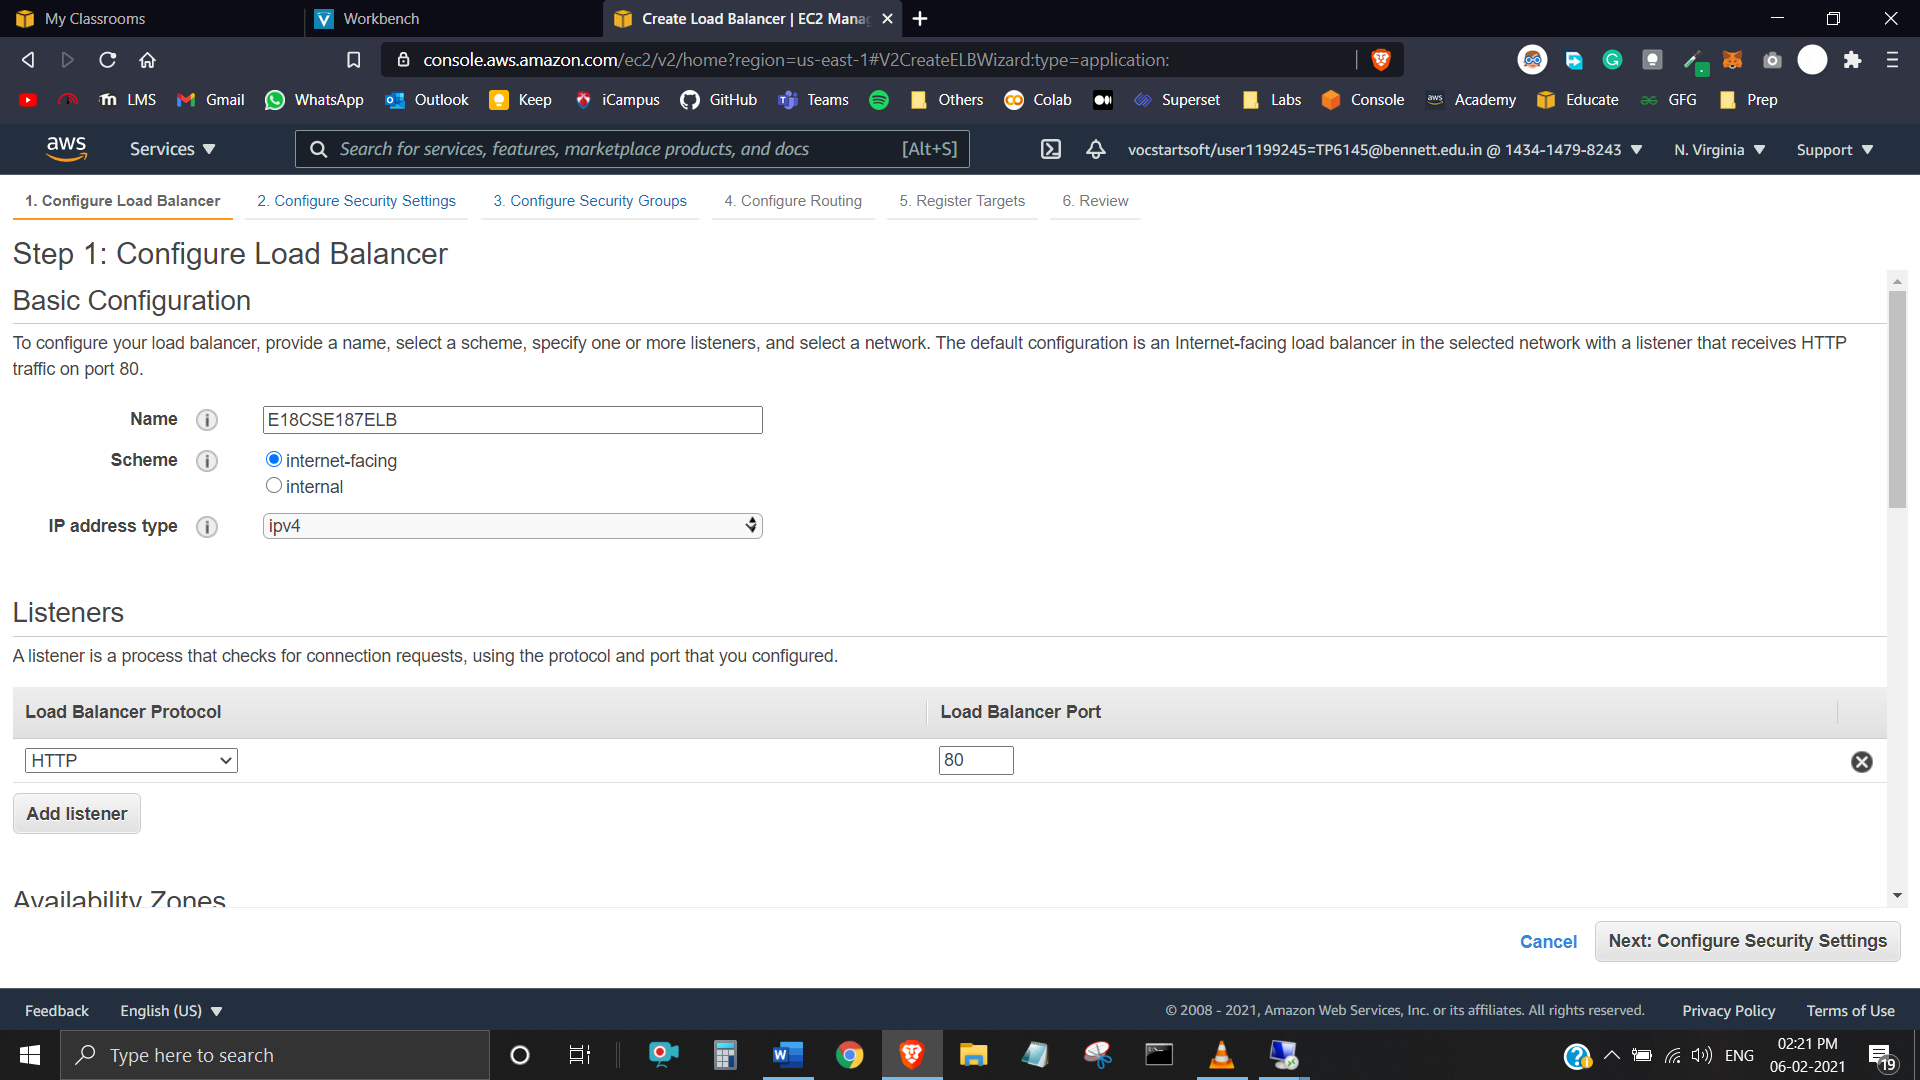 My Classrooms
Workbench
Create Load Balancer | EC2 Mana
console.aws.amazon.com/ec2/v2/home?region=us-east-1#V2CreateELBWizard:type=application:
LMS
Gmail
WhatsApp
Outlook
Keep
iCampus
GitHub
Teams
Others
Colab
Superset
Labs
Console
aws
Academy
Educate
GFG
Prep
aws
Services
Search for services, features, marketplace products, and docs
[Alt+S]
vocstartsoft/user1199245=TP6145@bennett.edu.in @ 1434-1479-8243
N. Virginia
Support
1. Configure Load Balancer
2. Configure Security Settings
3. Configure Security Groups
4. Configure Routing
5. Register Targets
6. Review
Step 1: Configure Load Balancer
Basic Configuration
To configure your load balancer, provide a name, select a scheme, specify one or more listeners, and select a network. The default configuration is an Internet-facing load balancer in the selected network with a listener that receives HTTP
traffic on port 80.
Name
E18CSE187ELB
Scheme
internet-facing
internal
IP address type
ipv4
Listeners
A listener is a process that checks for connection requests, using the protocol and port that you configured.
Load Balancer Protocol
Load Balancer Port
HTTP
80
Add listener
Availability Zones
Cancel
Next: Configure Security Settings
Feedback
English (US)
© 2008 - 2021, Amazon Web Services, Inc. or its affiliates. All rights reserved.
Privacy Policy
Terms of Use
Type here to search
ENG
02:21 PM
06-02-2021
19